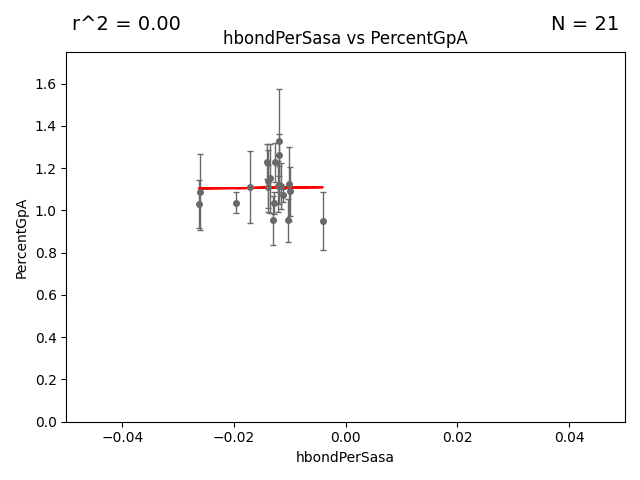 r^2 = 0.00
N = 21
hbondPerSasa vs PercentGpA
1.6
1.4
1.2
1.0
0.8
0.6
0.4
0.2
0.0
PercentGpA
−0.04
−0.02
0.00
0.02
0.04
hbondPerSasa